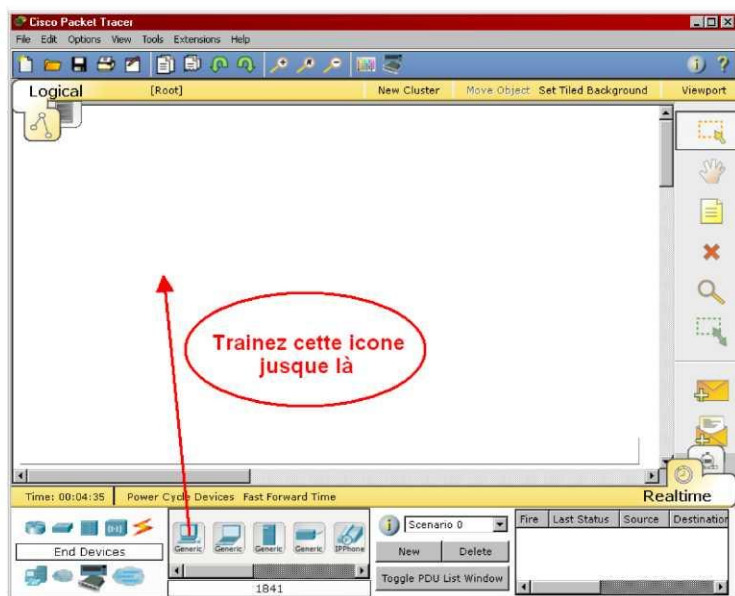 Cisco Packet Tracer
File Edit Options View Tools Extensions Help
Logical [Root] New Cluster Move Object Set Tiled Background Viewport
Trainez cette icone
jusque là
Time: 00:04:35 Power Cycle Devices Fast Forward Time Realtime
Fire Last Status Source Destination
Scenario 0
End Devices
Generic Generic Generic Generic IPPhone
New Delete
Toggle PDU List Window
1841